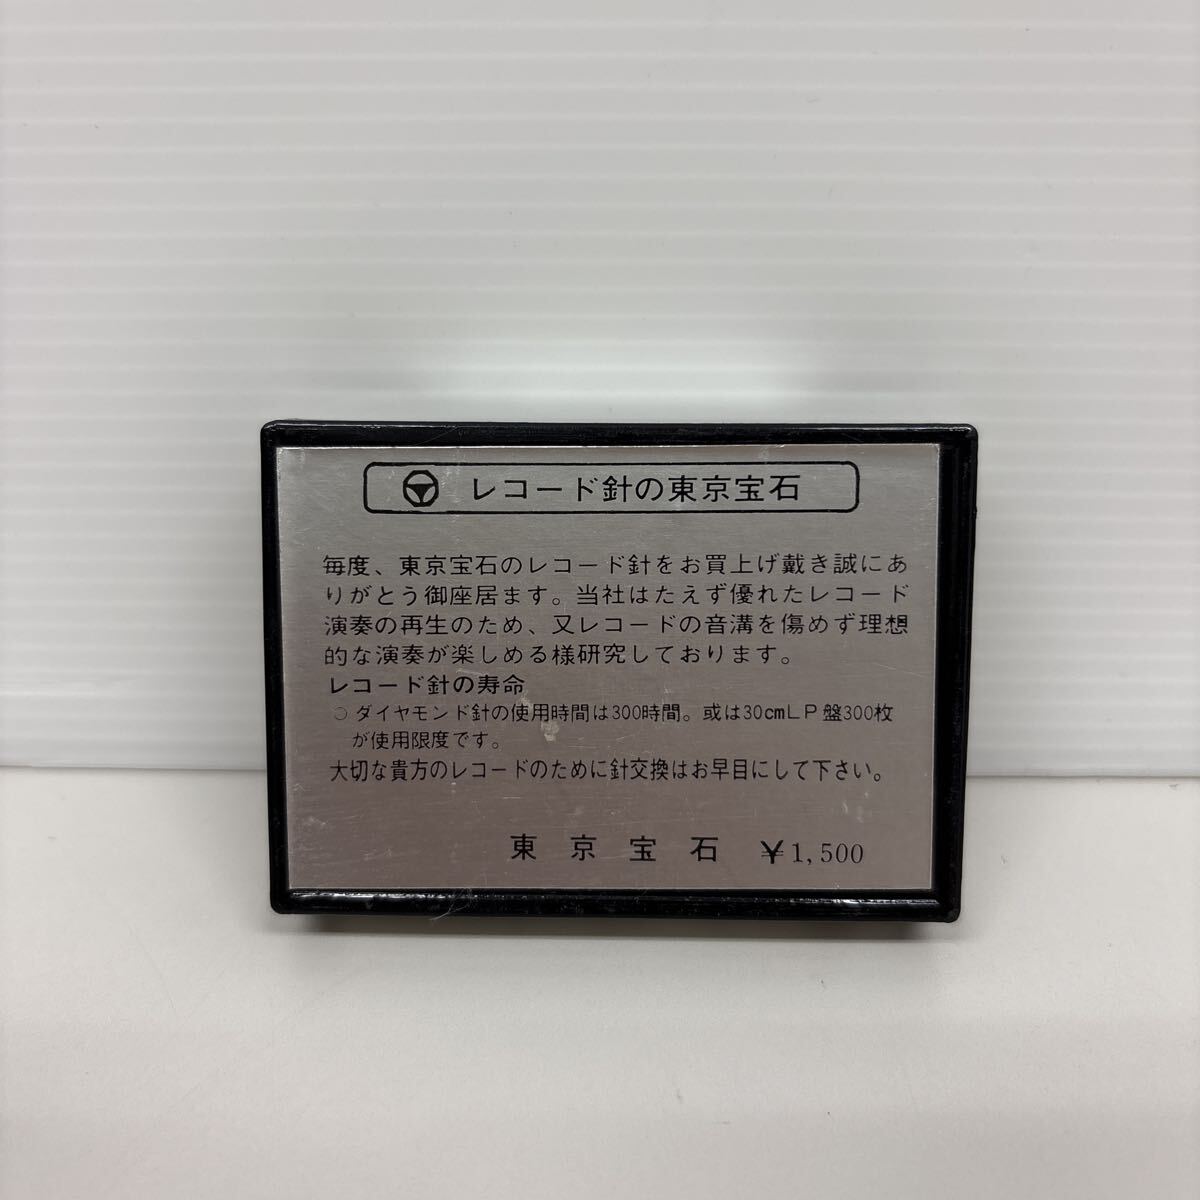 レコード針の東京宝石
毎度、東京宝石のレコード針をお買上げ戴き誠にあ
りがとう御座居ます。当社はたえず優れたレコード
演奏の再生のため、又レコードの音溝を傷めず理想
的な演奏が楽しめる様研究しております。
レコード針の寿命
○ダイヤモンド針の使用時間は300時間。或は30cmLP盤300枚
が使用限度です。
大切な貴方のレコードのために針交換はお早目にして下さい。
東京宝石 ¥1,500